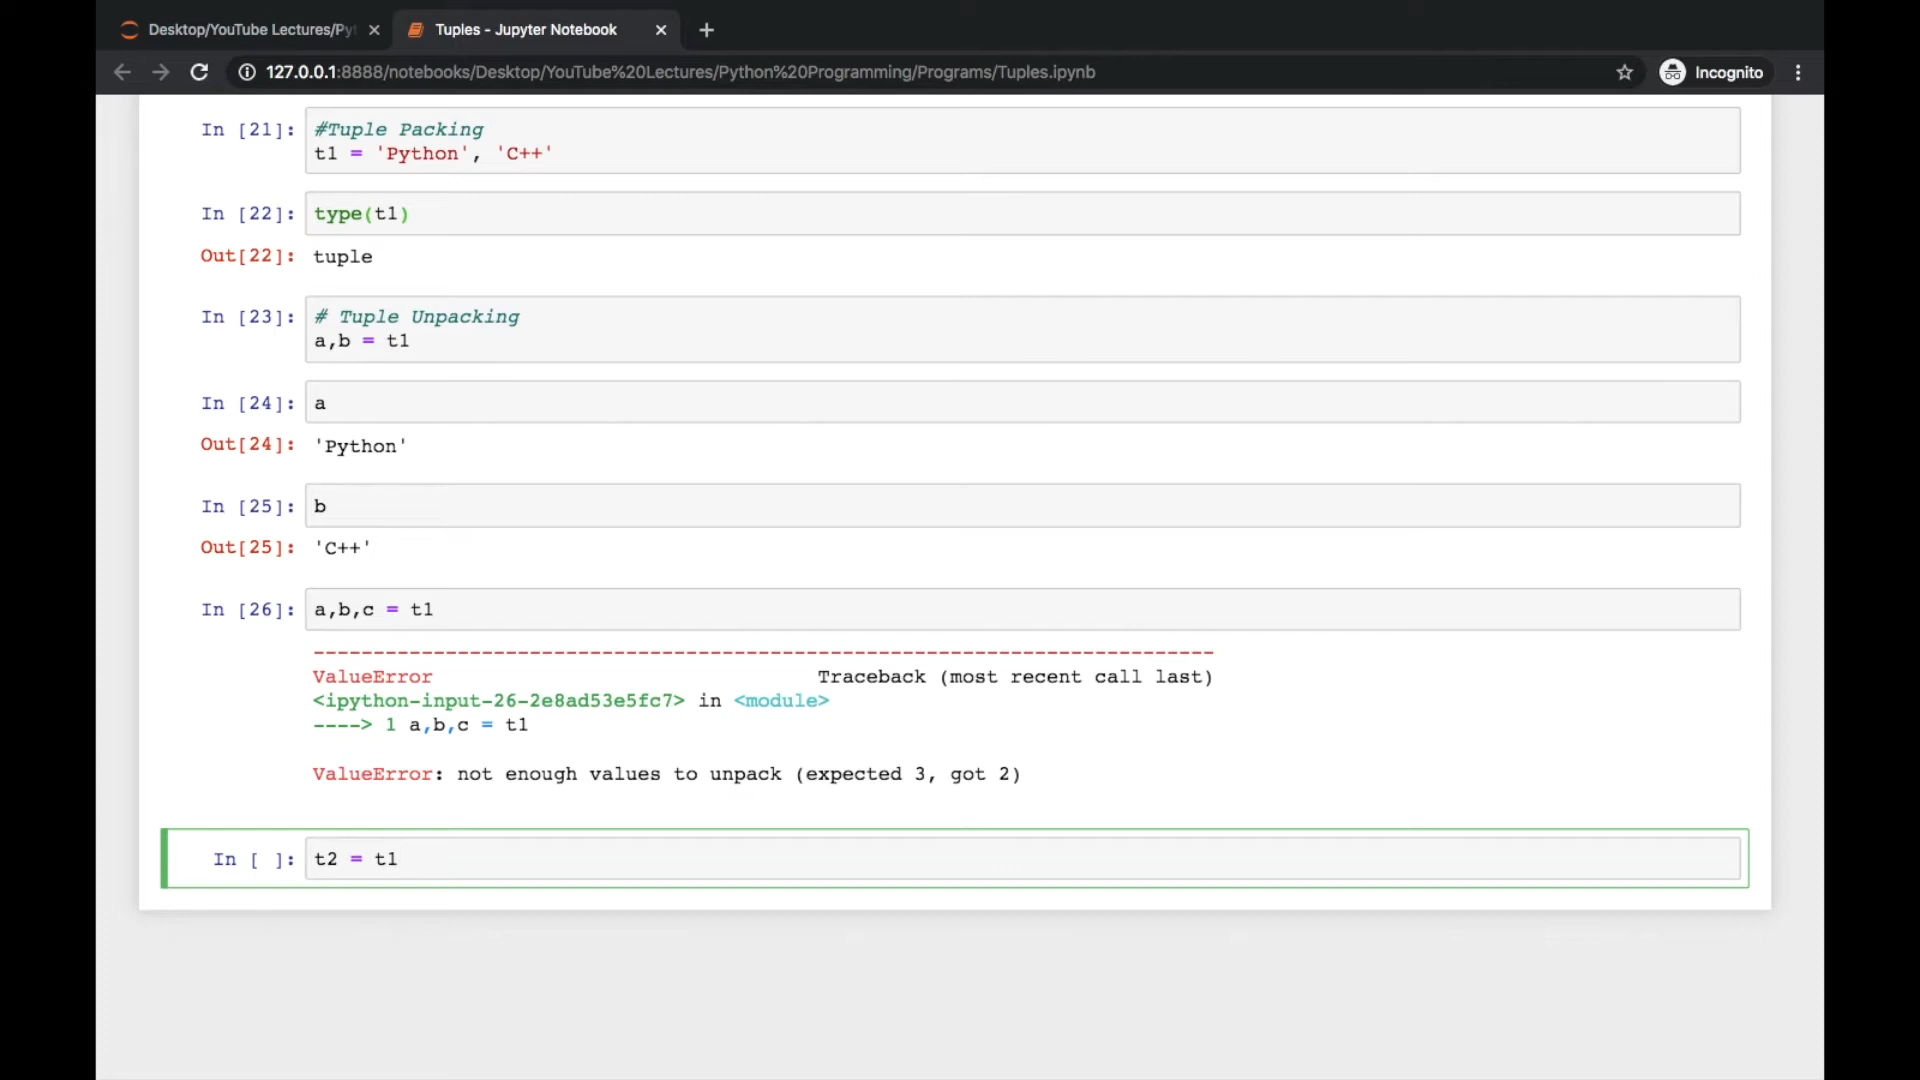 Desktop/YouTube Lectures/Py
Tuples - Jupyter Notebook
127.0.0.1:8888/notebooks/Desktop/YouTube%20Lectures/Python%20Programming/Programs/Tuples.ipynb
Incognito
In [21]: #Tuple Packing
t1 = 'Python', 'C++'
In [22]: type(t1)
Out[22]: tuple
In [23]: # Tuple Unpacking
a,b = t1
In [24]: a
Out[24]: 'Python'
In [25]: b
Out[25]: 'C++'
In [26]: a,b,c = t1
---------------------------------------------------------------------------
ValueError Traceback (most recent call last)
<ipython-input-26-2e8ad53e5fc7> in <module>
----> 1 a,b,c = t1
ValueError: not enough values to unpack (expected 3, got 2)
In [ ]: t2 = t1